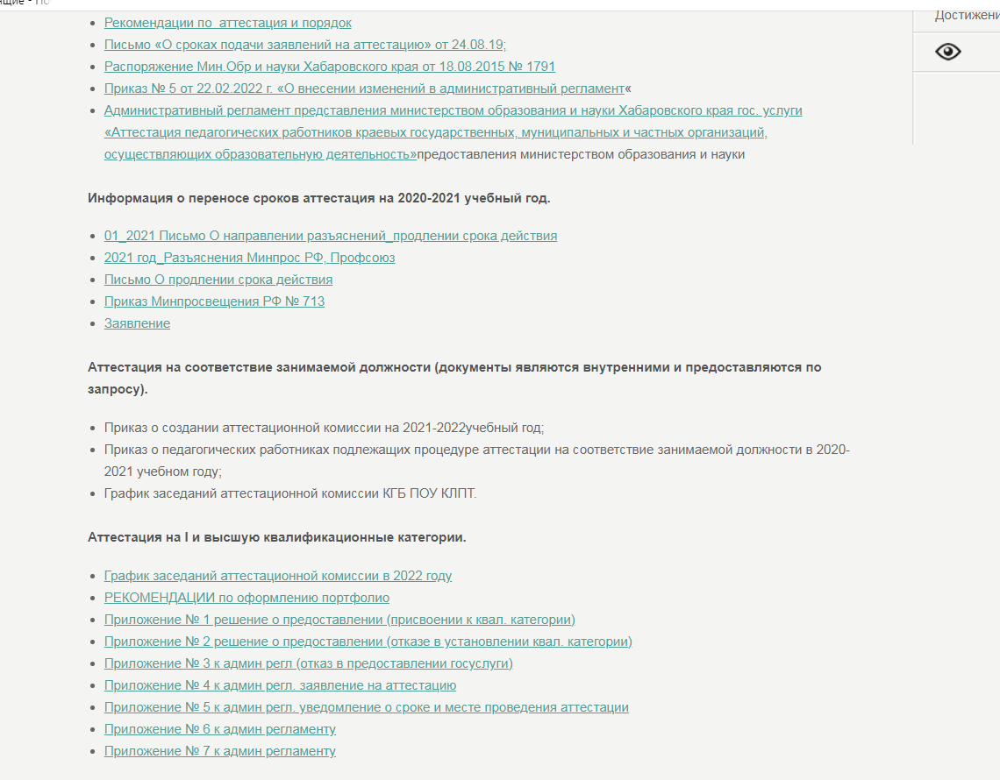 Достижени
Рекомендации по  аттестация и порядок
Письмо «О сроках подачи заявлений на аттестацию» от 24.08.19;
Распоряжение Мин.Обр и науки Хабаровского края от 18.08.2015 № 1791
Приказ № 5 от 22.02.2022 г. «О внесении изменений в административный регламент«
Административный регламент представления министерством образования и науки Хабаровского края гос. услуги
«Аттестация педагогических работников краевых государственных, муниципальных и частных организаций,
осуществляющих образовательную деятельность»предоставления министерством образования и науки
Информация о переносе сроков аттестация на 2020-2021 учебный год.
01_2021 Письмо О направлении разъяснений_продлении срока действия
2021 год_Разъяснения Минпрос РФ, Профсоюз
Письмо О продлении срока действия
Приказ Минпросвещения РФ № 713
Заявление
Аттестация на соответствие занимаемой должности (документы являются внутренними и предоставляются по
запросу).
Приказ о создании аттестационной комиссии на 2021-2022учебный год;
Приказ о педагогических работниках подлежащих процедуре аттестации на соответствие занимаемой должности в 2020-
2021 учебном году;
График заседаний аттестационной комиссии КГБ ПОУ КЛПТ.
Аттестация на I и высшую квалификационные категории.
График заседаний аттестационной комиссии в 2022 году
РЕКОМЕНДАЦИИ по оформлению портфолио
Приложение № 1 решение о предоставлении (присвоении к квал. категории)
Приложение № 2 решение о предоставлении (отказе в установлении квал. категории)
Приложение № 3 к админ регл (отказ в предоставлении госуслуги)
Приложение № 4 к админ регл. заявление на аттестацию
Приложение № 5 к админ регл. уведомление о сроке и месте проведения аттестации
Приложение № 6 к админ регламенту
Приложение № 7 к админ регламенту